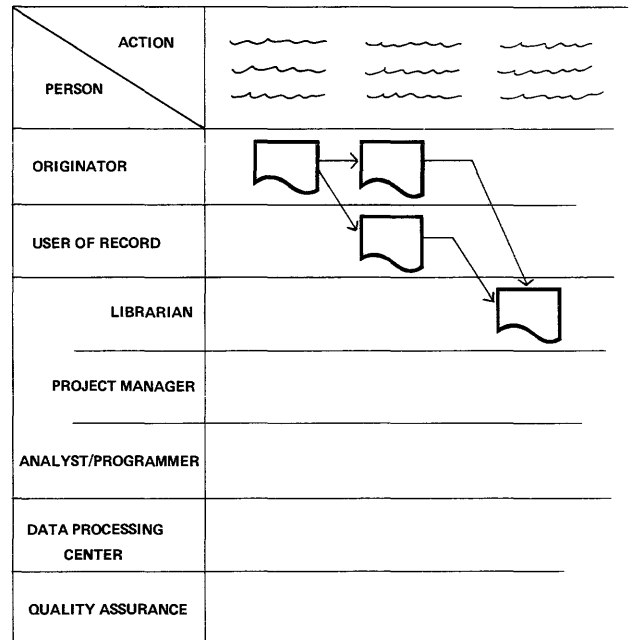 ACTION
PERSON
ORIGINATOR
USER OF RECORD
LIBRARIAN
PROJECT MANAGER
ANALYST/PROGRAMMER
DATA PROCESSING
CENTER
QUALITY ASSURANCE